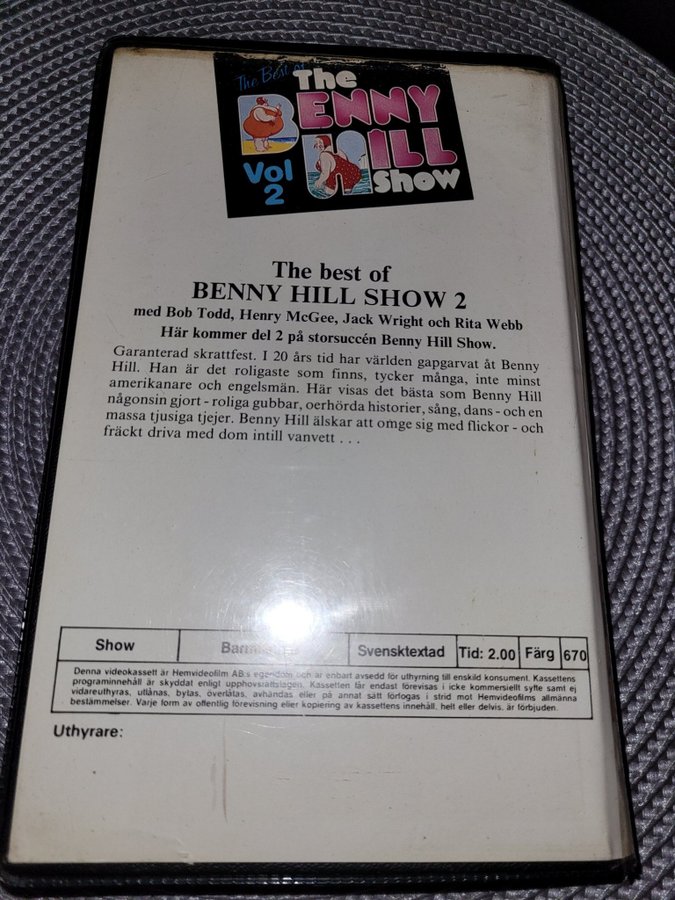 The Best of
The
BENNY
HILL
Show
Vol
2
The best of
BENNY HILL SHOW 2
med Bob Todd, Henry McGee, Jack Wright och Rita Webb
Här kommer del 2 på storsuccén Benny Hill Show.
Garanterad skrattfest. I 20 års tid har världen gapgarvat åt Benny
Hill. Han är det roligaste som finns, tycker många, inte minst
amerikanare och engelsmän. Här visas det bästa som Benny Hill
någonsin gjort - roliga gubbar, oerhörda historier, sång, dans - och en
massa tjusiga tjejer. Benny Hill älskar att omge sig med flickor - och
fräckt driva med dom intill vanvett . . .
Show Svensktextad Tid: 2.00 Färg 670
Denna videokassett är Hemvideofilm AB:s egendom och är enbart avsedd för uthyrning till enskild konsument. Kassettens
programinnehåll är skyddat enligt upphovsrättslagen. Kassetten får endast förevisas i icke kommersiellt syfte samt ej
vidareuthyras, utlånas, bytas, överlåtas, avhändas eller på annat sätt förfogas i strid mot Hemvideofilms allmänna
bestämmelser. Varje form av offentlig förevisning eller kopiering av kassettens innehåll, helt eller delvis, är förbjuden.
Uthyrare: